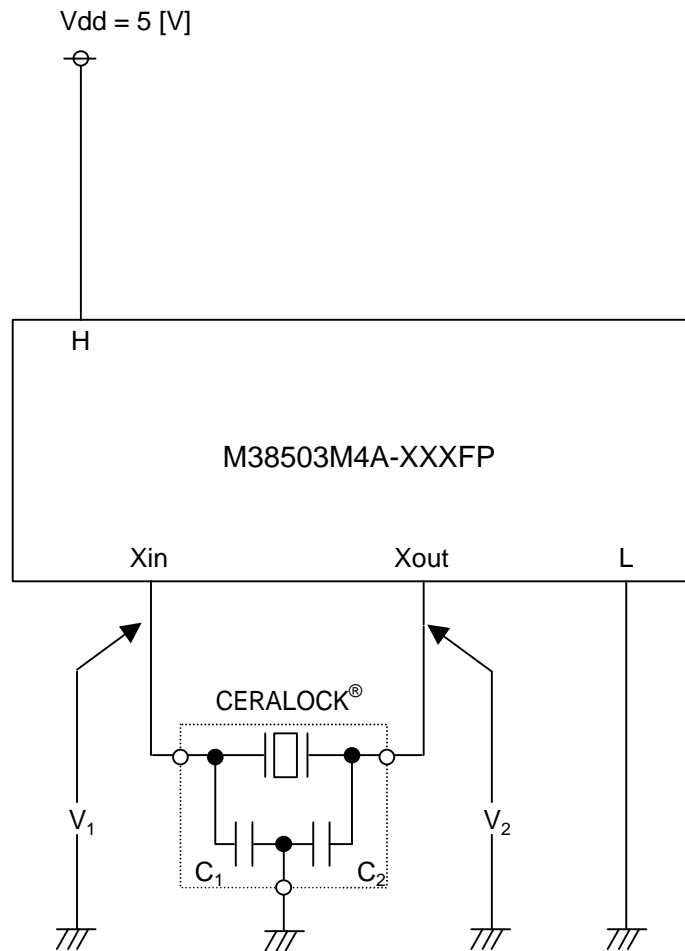 Vdd = 5 [V]
H
M38503M4A-XXXFP
Xin Xout L
CERALOCK®
V₁ V₂
C₁ C₂